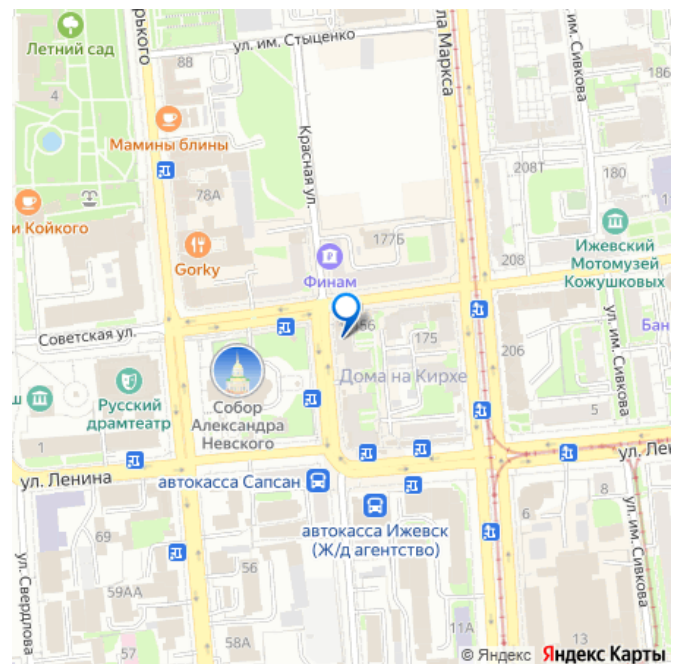 Летний сад
4
рького
88
ул. им. Стыценко
ла Маркса
ул. им. Сивкова
186
Мамины блины
Красная ул.
78А
208Т
180
и Койкого
Gorky
177Б
Финам
208
Ижевский
Мотомузей
Кожушковых
Советская ул.
56
175
206
ул. им. Сивкова
Бан
Дома на Кирхе
ш
Русский
драмтеатр
Собор
Александра
Невского
1
5
ул. Ленина
автокасса Сапсан
ул. Ле
8
6
автокасса Ижевск
(Ж/д агентство)
ул. им. Сивкова
69
ул. Свердлова
56
59АА
57
58А
11А
13
© Яндекс Яндекс Карты